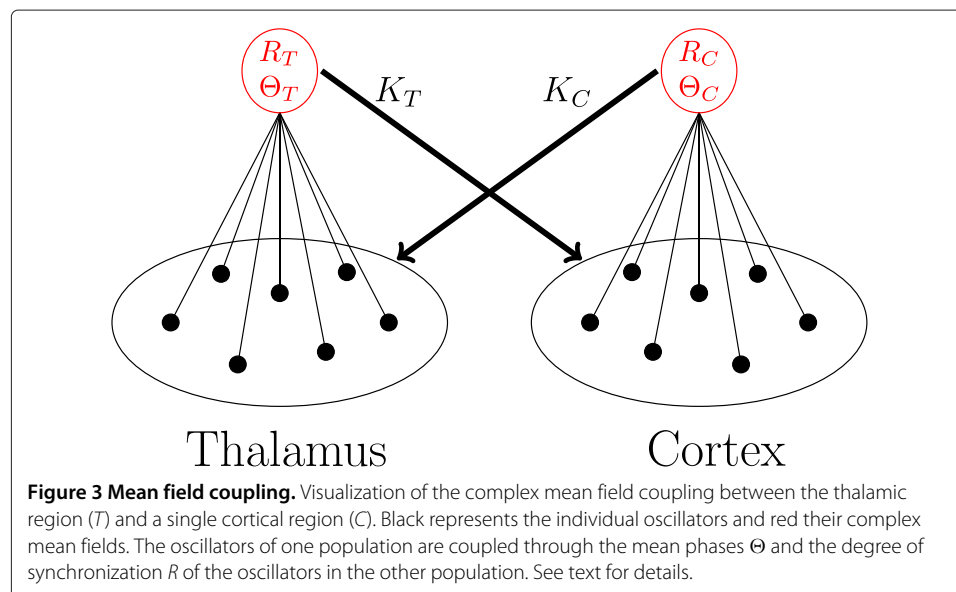 R_T
Θ_T
K_T
K_C
R_C
Θ_C
Thalamus
Cortex
Figure 3 Mean field coupling. Visualization of the complex mean field coupling between the thalamic
region (T) and a single cortical region (C). Black represents the individual oscillators and red their complex
mean fields. The oscillators of one population are coupled through the mean phases Θ and the degree of
synchronization R of the oscillators in the other population. See text for details.